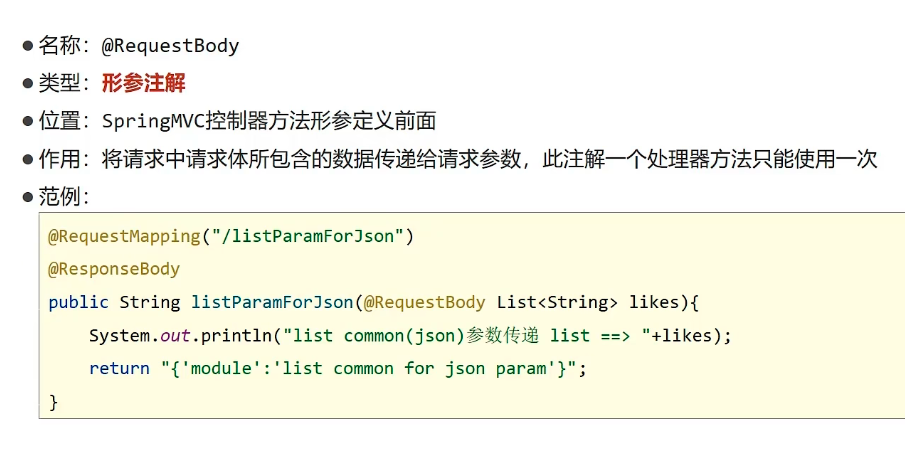 ● 名称：@RequestBody
● 类型：形参注解
● 位置：SpringMVC控制器方法形参定义前面
● 作用：将请求中请求体所包含的数据传递给请求参数，此注解一个处理器方法只能使用一次
● 范例：
@RequestMapping("/listParamForJson")
@ResponseBody
public String listParamForJson(@RequestBody List<String> likes){
    System.out.println("list common(json)参数传递 list ==> "+likes);
    return "{'module':'list common for json param'}";
}